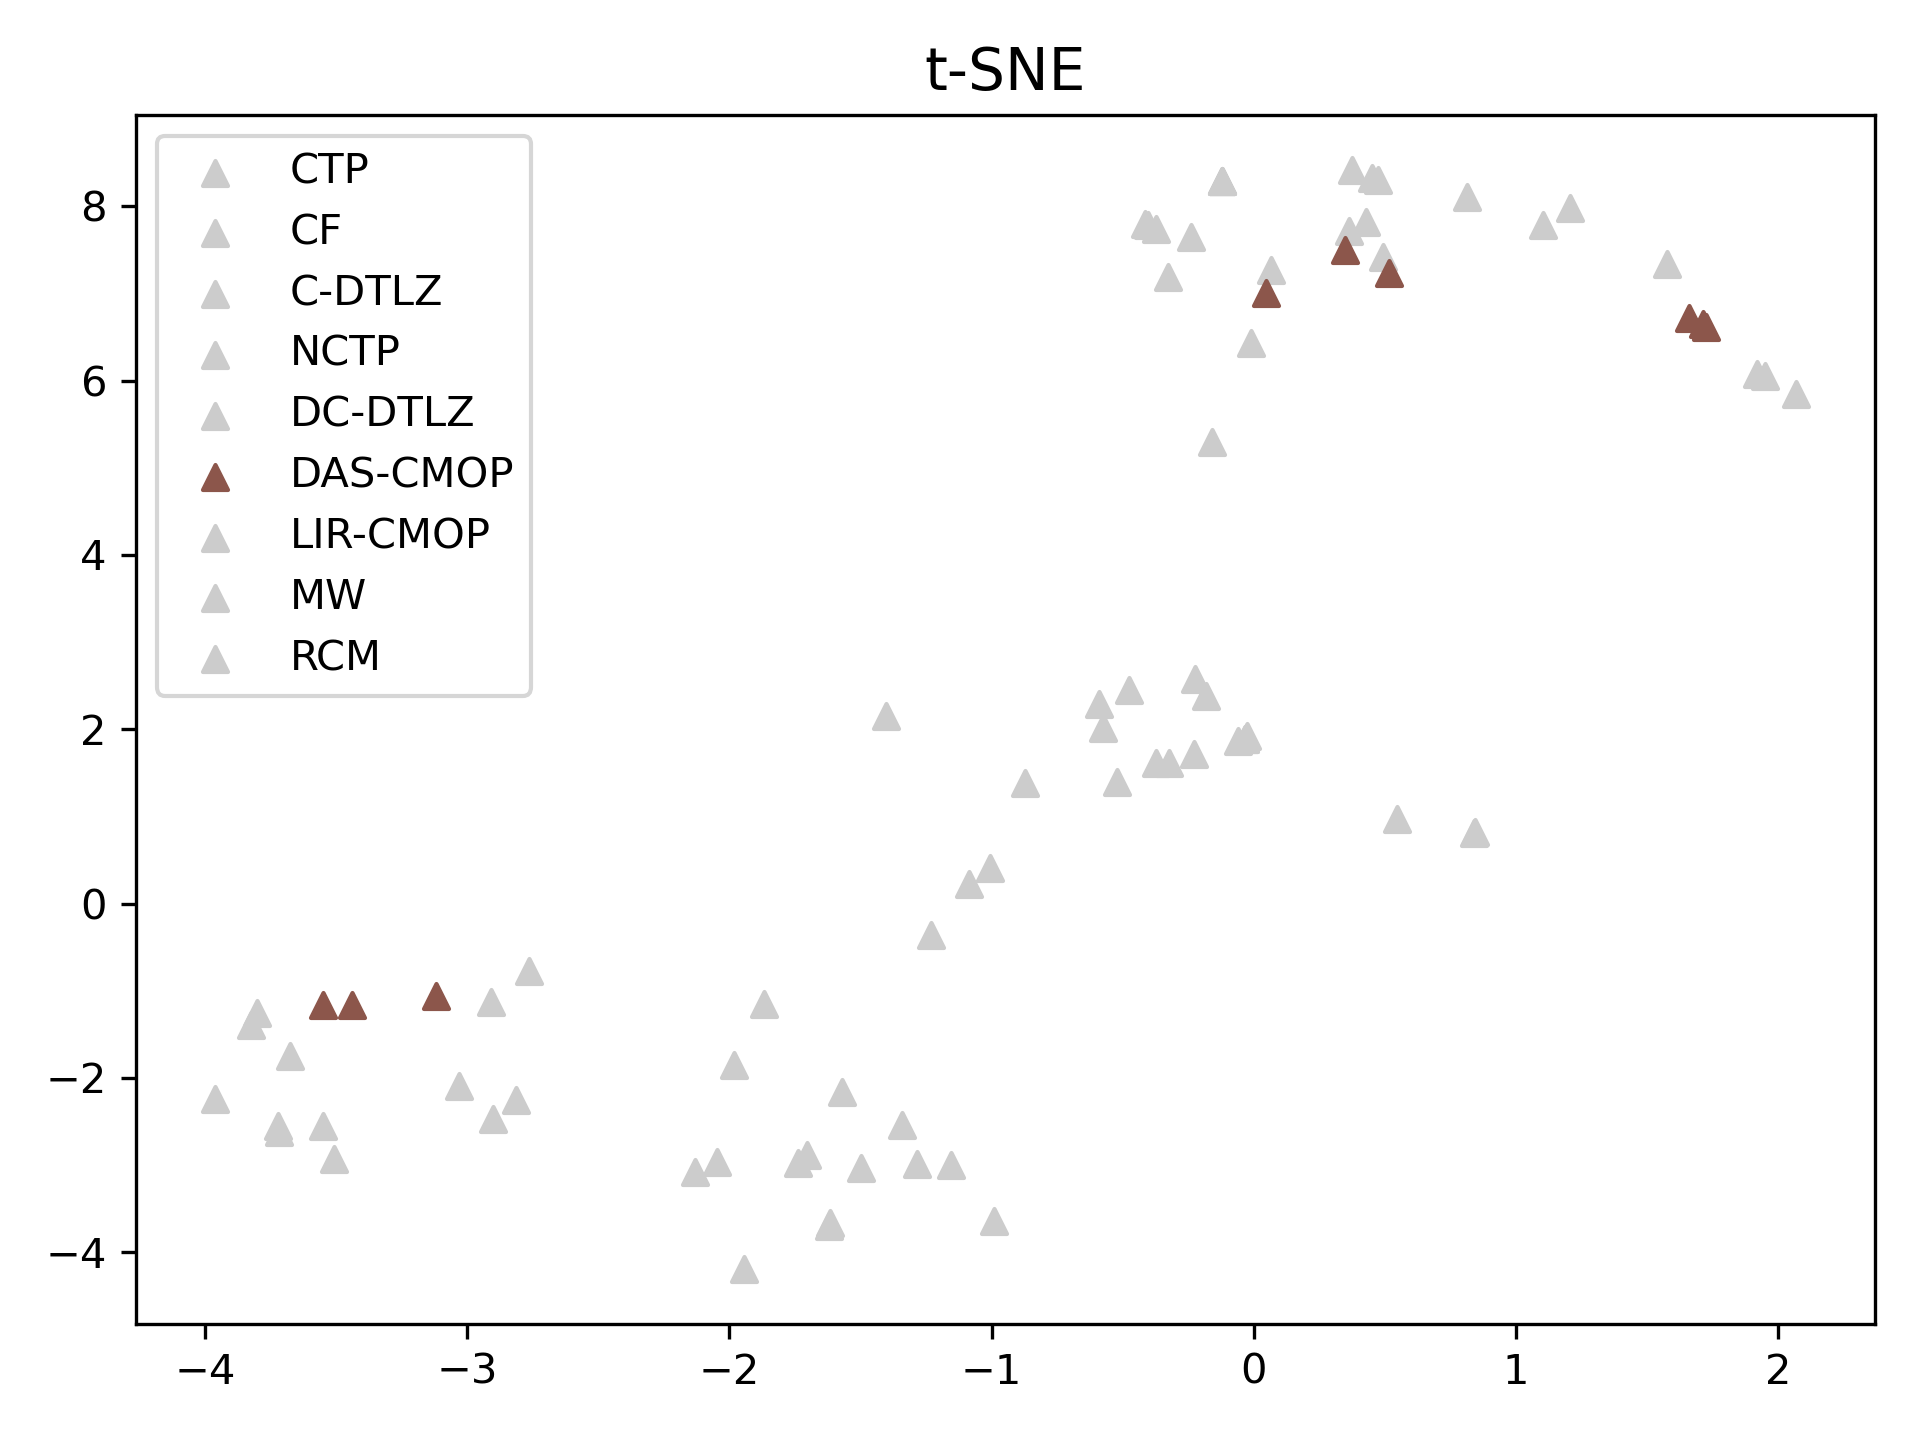 t-SNE
CTP
CF
C-DTLZ
NCTP
DC-DTLZ
DAS-CMOP
LIR-CMOP
MW
RCM
8
6
4
2
0
−2
−4
−4 −3 −2 −1 0 1 2